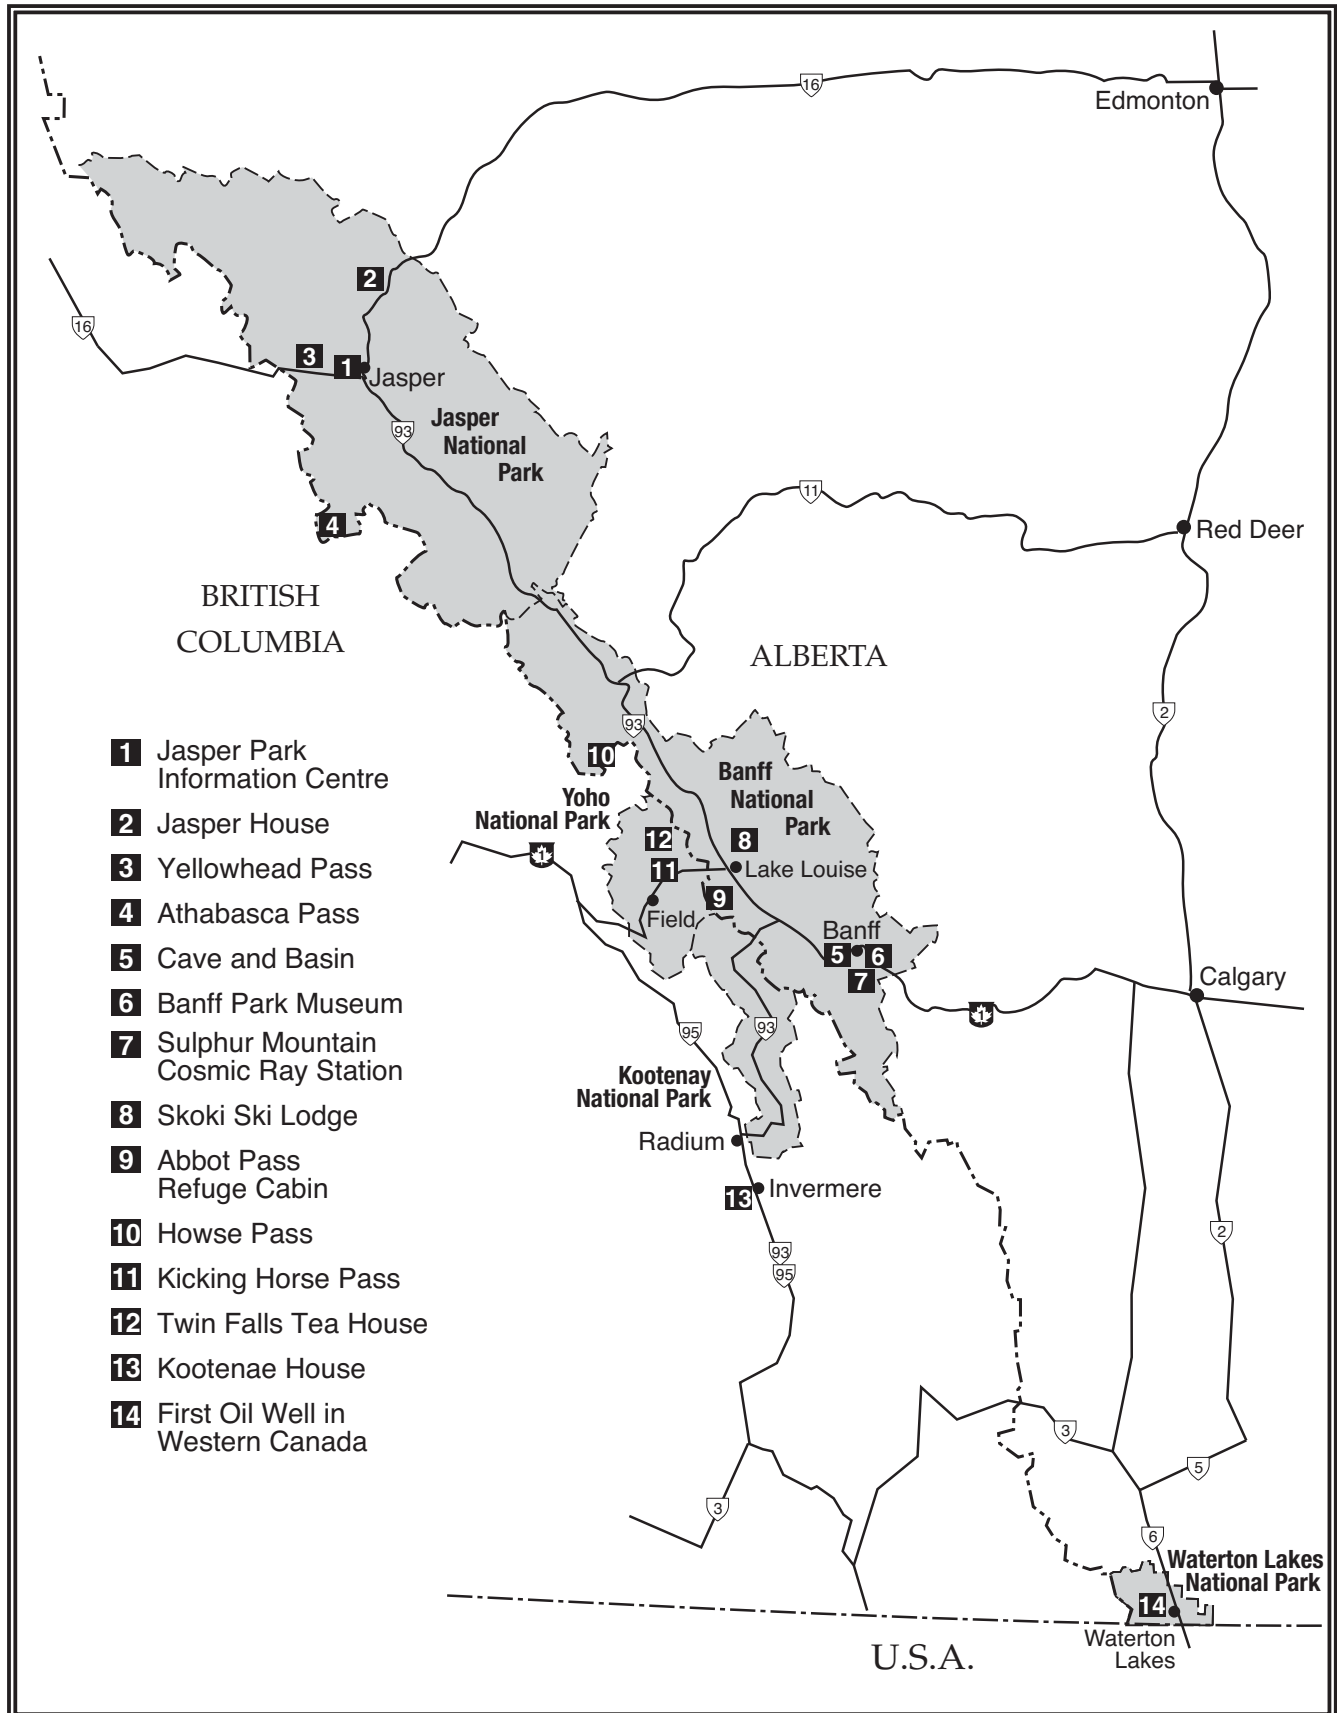 16
Edmonton
2
16
3
1
Jasper
93
Jasper
National
Park
11
4
Red Deer
BRITISH
COLUMBIA
ALBERTA
2
93
10
Banff
National
Park
Yoho
National Park
12
8
1
11
Lake Louise
9
Field
Banff
5
6
7
Calgary
1
95
93
Kootenay
National Park
Radium
13
Invermere
93
95
2
3
5
3
6
Waterton Lakes
National Park
14
Waterton
Lakes
U.S.A.
1 Jasper Park
Information Centre
2 Jasper House
3 Yellowhead Pass
4 Athabasca Pass
5 Cave and Basin
6 Banff Park Museum
7 Sulphur Mountain
Cosmic Ray Station
8 Skoki Ski Lodge
9 Abbot Pass
Refuge Cabin
10 Howse Pass
11 Kicking Horse Pass
12 Twin Falls Tea House
13 Kootenae House
14 First Oil Well in
Western Canada